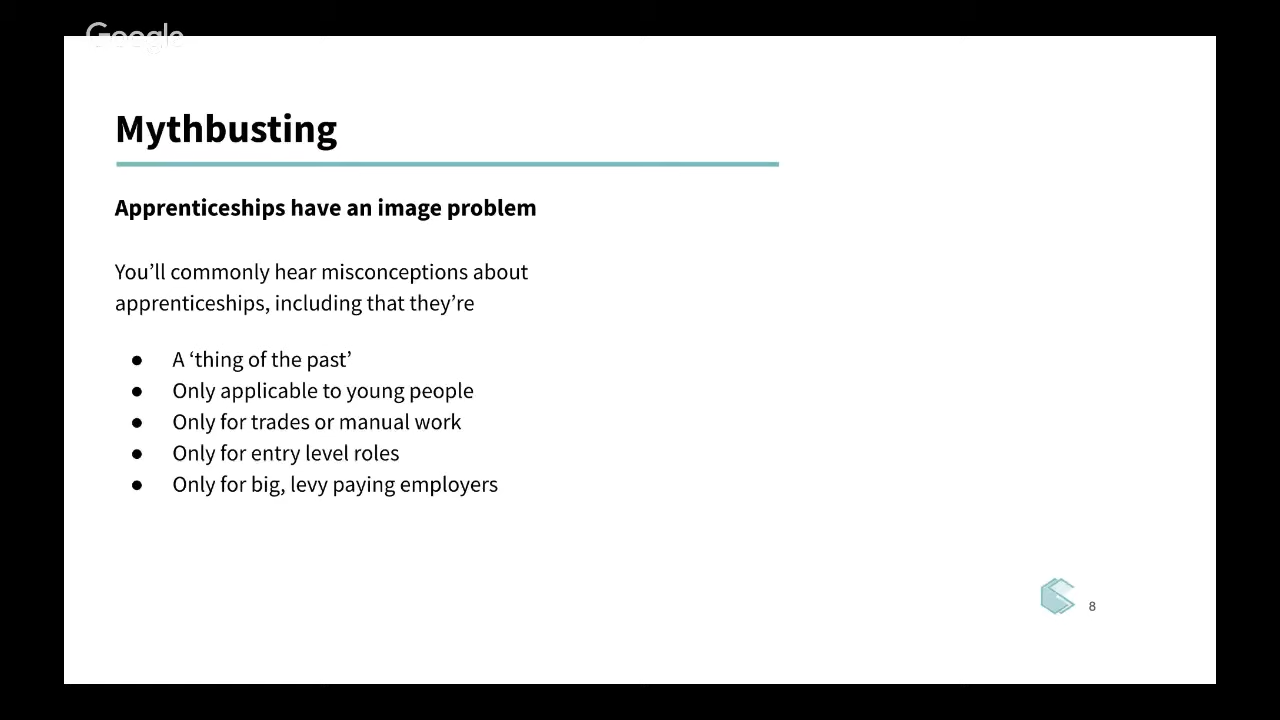 Google
Mythbusting
Apprenticeships have an image problem
You’ll commonly hear misconceptions about
apprenticeships, including that they’re
● A ‘thing of the past’
● Only applicable to young people
● Only for trades or manual work
● Only for entry level roles
● Only for big, levy paying employers
8